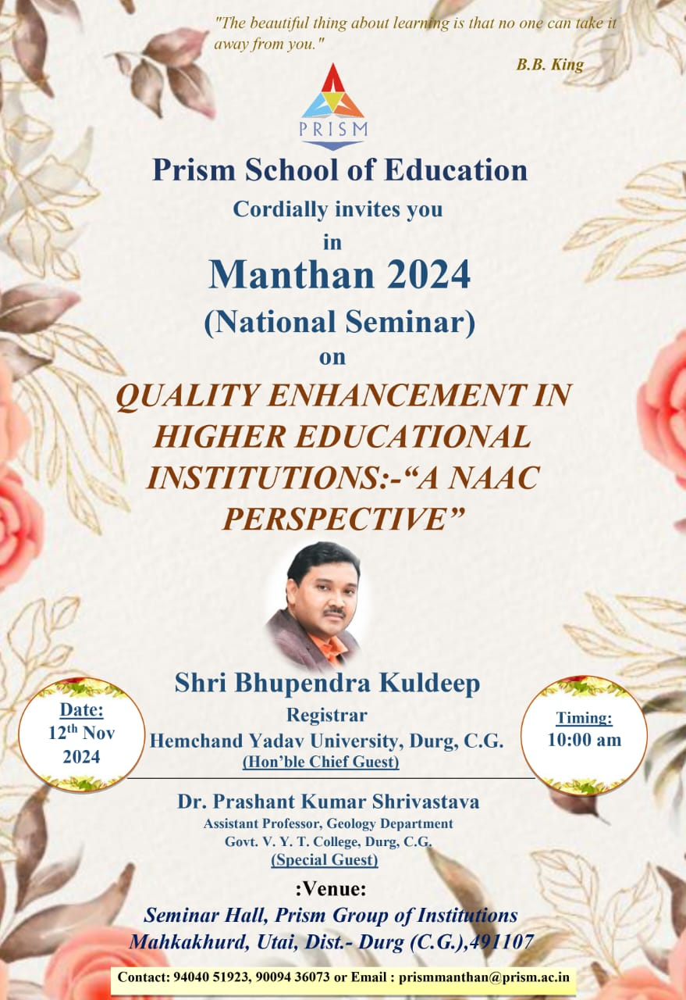 "The beautiful thing about learning is that no one can take it
away from you."
B.B. King
PRISM
Prism School of Education
Cordially invites you
in
Manthan 2024
(National Seminar)
on
QUALITY ENHANCEMENT IN
HIGHER EDUCATIONAL
INSTITUTIONS:-“A NAAC
PERSPECTIVE”
Shri Bhupendra Kuldeep
Registrar
Hemchand Yadav University, Durg, C.G.
(Hon’ble Chief Guest)
Date:
12th Nov
2024
Timing:
10:00 am
Dr. Prashant Kumar Shrivastava
Assistant Professor, Geology Department
Govt. V. Y. T. College, Durg, C.G.
(Special Guest)
:Venue:
Seminar Hall, Prism Group of Institutions
Mahkakhurd, Utai, Dist.- Durg (C.G.),491107
Contact: 94040 51923, 90094 36073 or Email : prismmanthan@prism.ac.in